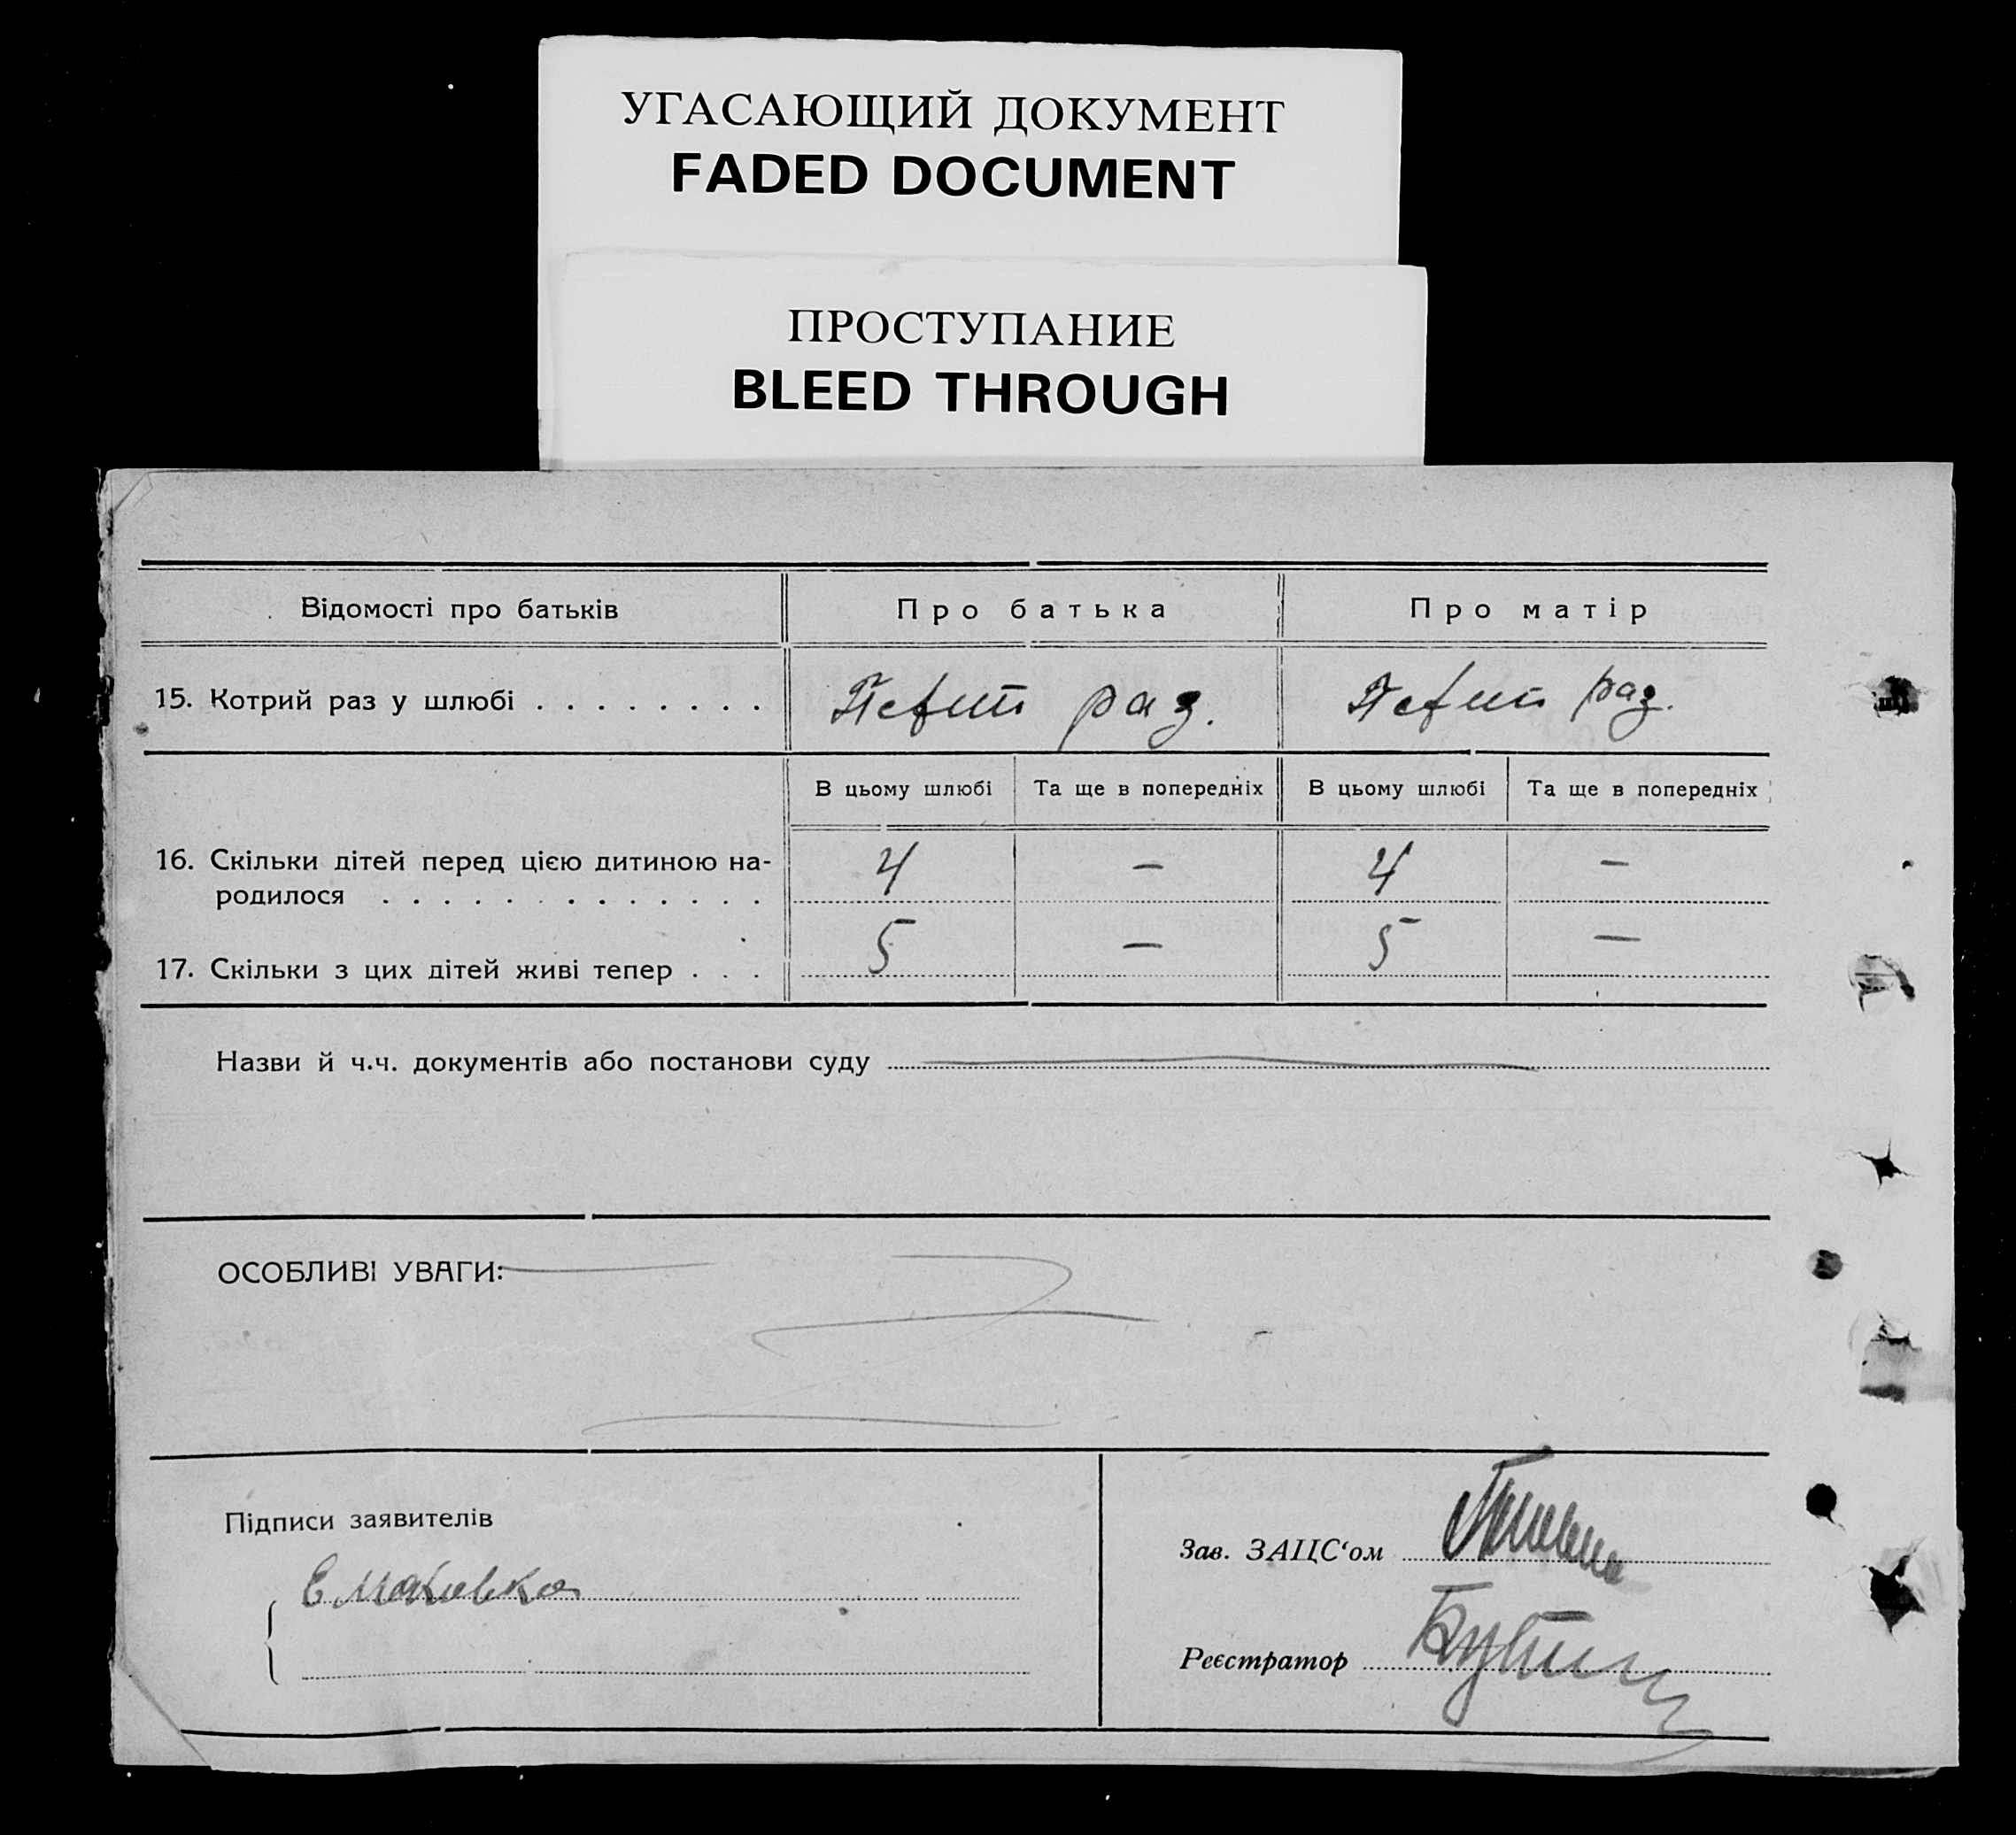 УГАСАЮЩИЙ ДОКУМЕНТ
FADED DOCUMENT
ПРОСТУПАНИЕ
BLEED THROUGH
Відомості про батьків Про батька Про матір
15. Котрий раз у шлюбі . . . . . . . . раз. раз.
В цьому шлюбі Та ще в попередніх В цьому шлюбі Та ще в попередніх
16. Скільки дітей перед цією дитиною на- 4 — 4 —
родилося . . . . . . . . . . . . .
17. Скільки з цих дітей живі тепер . . . 5 — 5 —
Назви й ч.ч. документів або постанови суду
ОСОБЛИВІ УВАГИ:
Підписи заявителів
Зав. ЗАЦС‘ом
Реєстратор